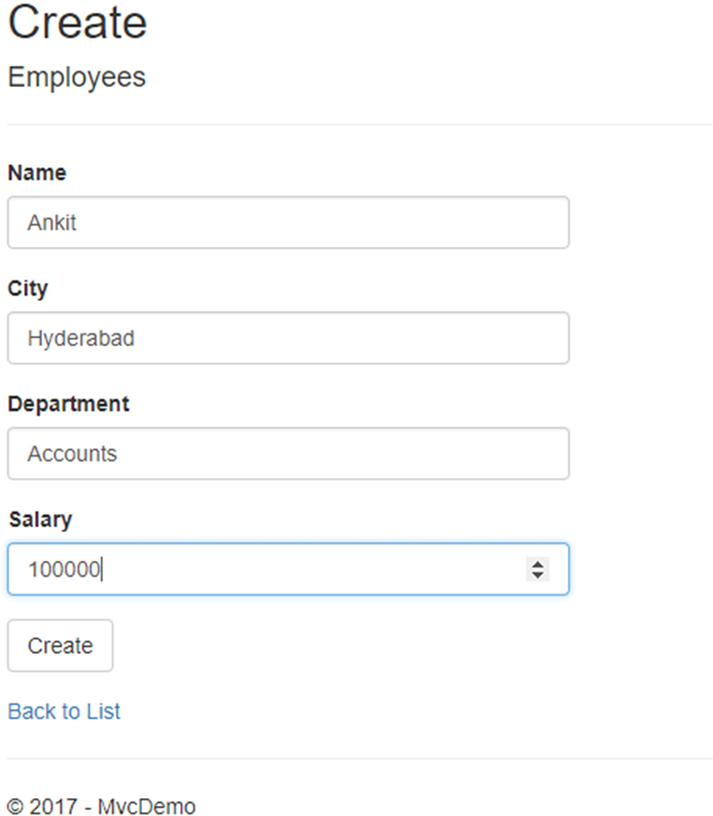 Create
Employees
Name
Ankit
City
Hyderabad
Department
Accounts
Salary
100000
Create
Back to List
© 2017 - MvcDemo